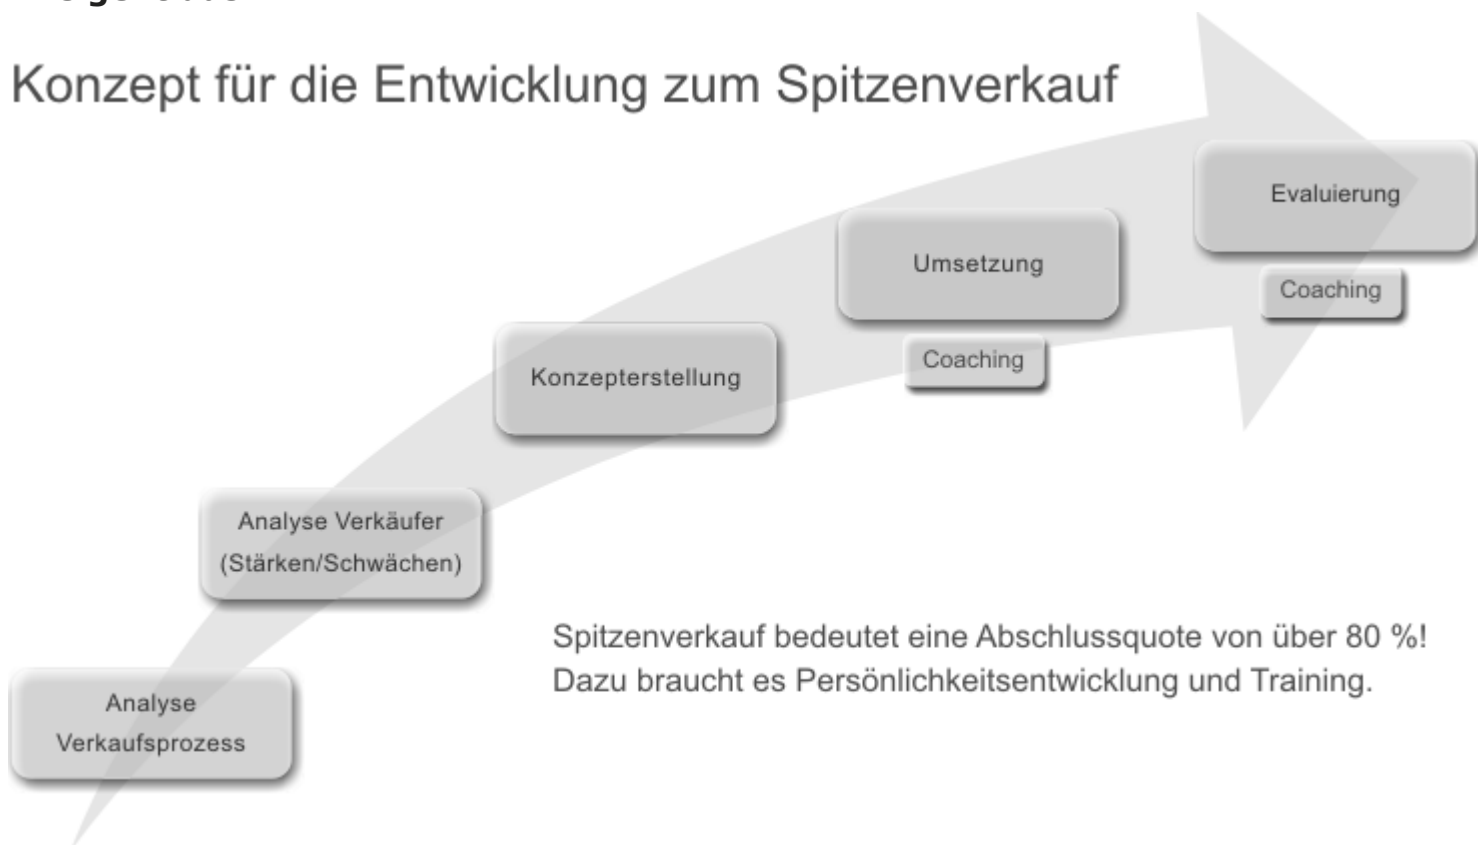 Konzept für die Entwicklung zum Spitzenverkauf
Evaluierung
Coaching
Umsetzung
Coaching
Konzepterstellung
Analyse Verkäufer
(Stärken/Schwächen)
Analyse
Verkaufsprozess
Spitzenverkauf bedeutet eine Abschlussquote von über 80 %!
Dazu braucht es Persönlichkeitsentwicklung und Training.